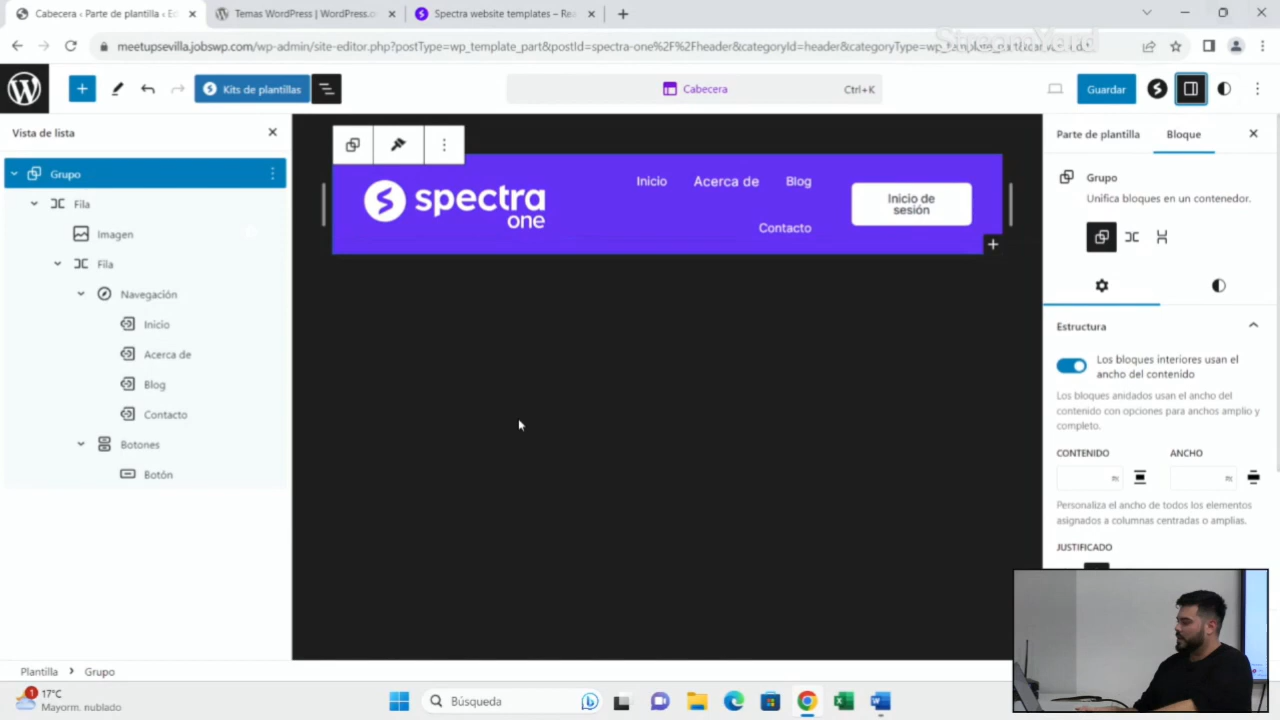 Cabecera ‹ Parte de plantilla ‹ Ed
Temas WordPress | WordPress.o
Spectra website templates – Rea
StreamYard
meetupsevilla.jobswp.com/wp-admin/site-editor.php?postType=wp_template_part&postId=spectra-one%2F%2Fheader&categoryId=header&categoryType=wp_template_part
Kits de plantillas
Cabecera
Ctrl+K
Guardar
Vista de lista
Grupo
Fila
Imagen
Fila
Navegación
Inicio
Acerca de
Blog
Contacto
Botones
Botón
spectra
one
Inicio
Acerca de
Blog
Contacto
Inicio de
sesión
Parte de plantilla
Bloque
Grupo
Unifica bloques en un contenedor.
Estructura
Los bloques interiores usan el
ancho del contenido
Los bloques anidados usan el ancho del
contenido con opciones para anchos amplio y
completo.
CONTENIDO
ANCHO
Personaliza el ancho de todos los elementos
asignados a columnas centradas o amplias.
JUSTIFICADO
Plantilla
Grupo
1
17°C
Mayorm. nublado
Búsqueda